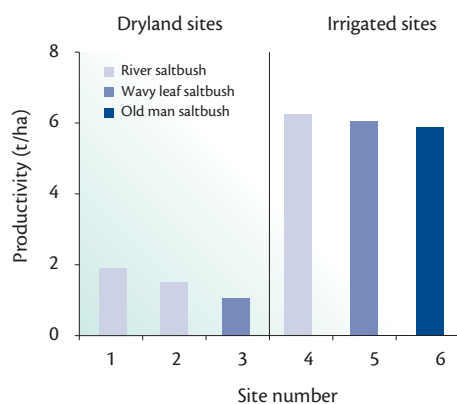 Dryland sites
Irrigated sites
8
6
4
2
0
Productivity (t/ha)
River saltbush
Wavy leaf saltbush
Old man saltbush
1 2 3 4 5 6
Site number